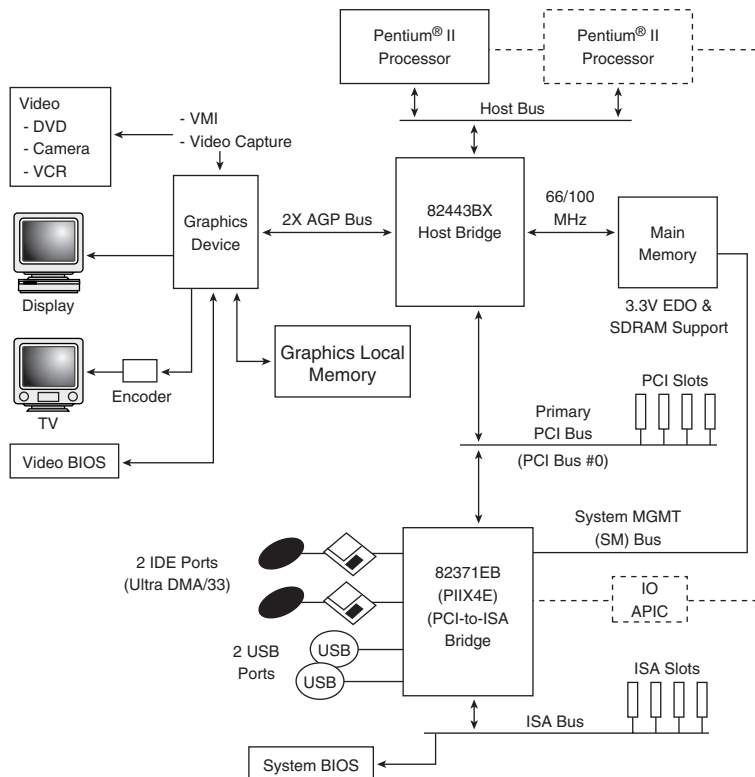 Pentium® II
Processor
Pentium® II
Processor
Host Bus
Video
- DVD
- Camera
- VCR
- VMI
- Video Capture
Graphics
Device
2X AGP Bus
82443BX
Host Bridge
66/100
MHz
Main
Memory
3.3V EDO &
SDRAM Support
Display
Graphics Local
Memory
Encoder
TV
Video BIOS
PCI Slots
Primary
PCI Bus
(PCI Bus #0)
System MGMT
(SM) Bus
2 IDE Ports
(Ultra DMA/33)
82371EB
(PIIX4E)
(PCI-to-ISA
Bridge
IO
APIC
2 USB
Ports
USB
USB
ISA Slots
ISA Bus
System BIOS